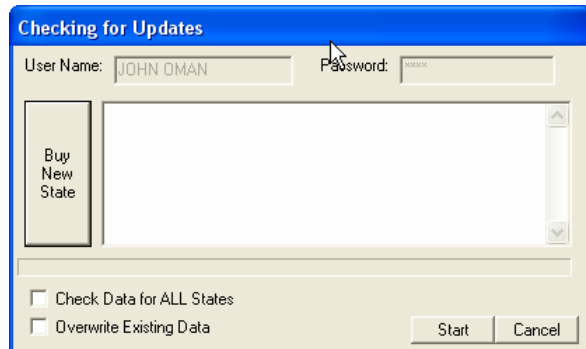 Checking for Updates
User Name: JOHN OMAN Password: ××××
Buy
New
State
Check Data for ALL States
Overwrite Existing Data
Start Cancel